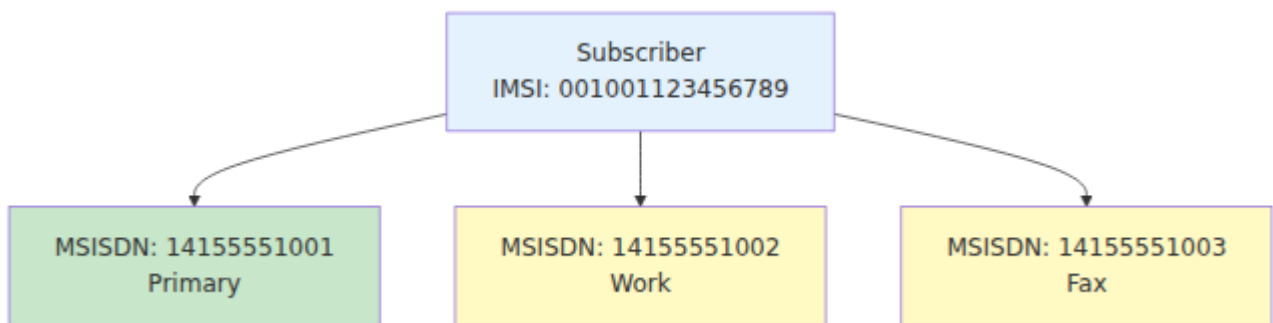 Subscriber
IMSI: 001001123456789
MSISDN: 14155551001
Primary
MSISDN: 14155551002
Work
MSISDN: 14155551003
Fax